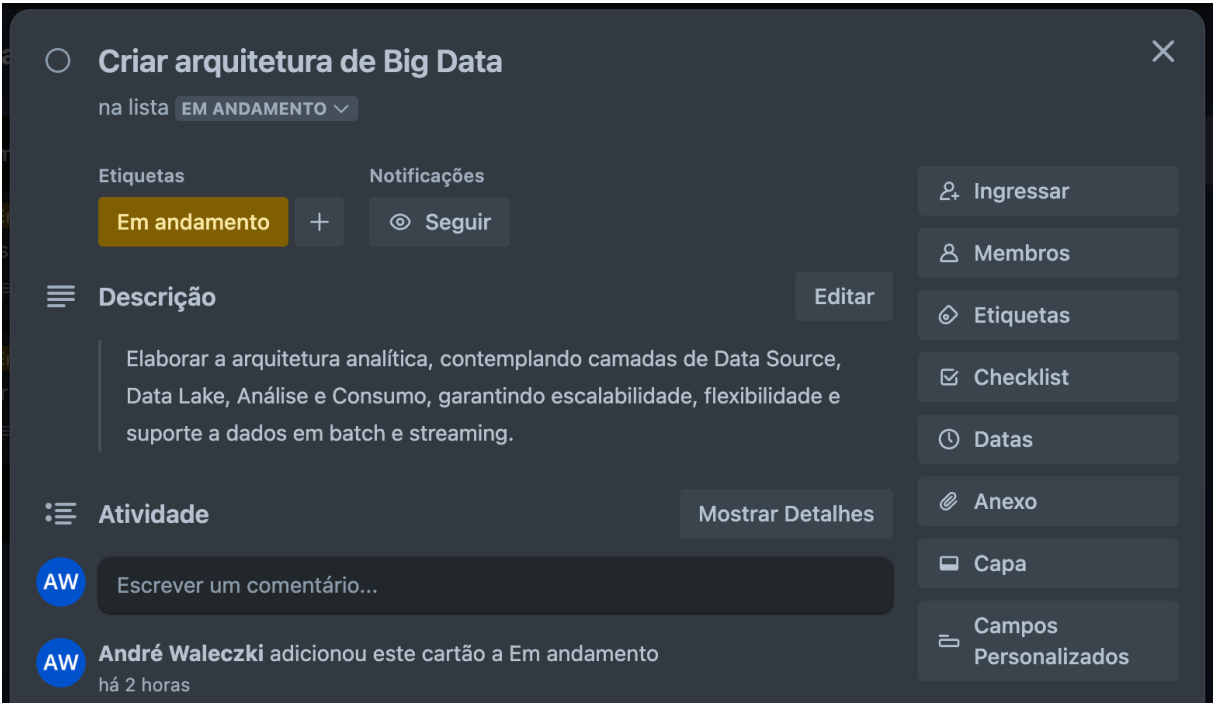 Criar arquitetura de Big Data
na lista EM ANDAMENTO
Etiquetas
Notificações
Em andamento
+
Seguir
Descrição
Editar
Elaborar a arquitetura analítica, contemplando camadas de Data Source,
Data Lake, Análise e Consumo, garantindo escalabilidade, flexibilidade e
suporte a dados em batch e streaming.
Atividade
Mostrar Detalhes
AW
Escrever um comentário...
AW
André Waleczki adicionou este cartão a Em andamento
há 2 horas
Ingressar
Membros
Etiquetas
Checklist
Datas
Anexo
Capa
Campos
Personalizados